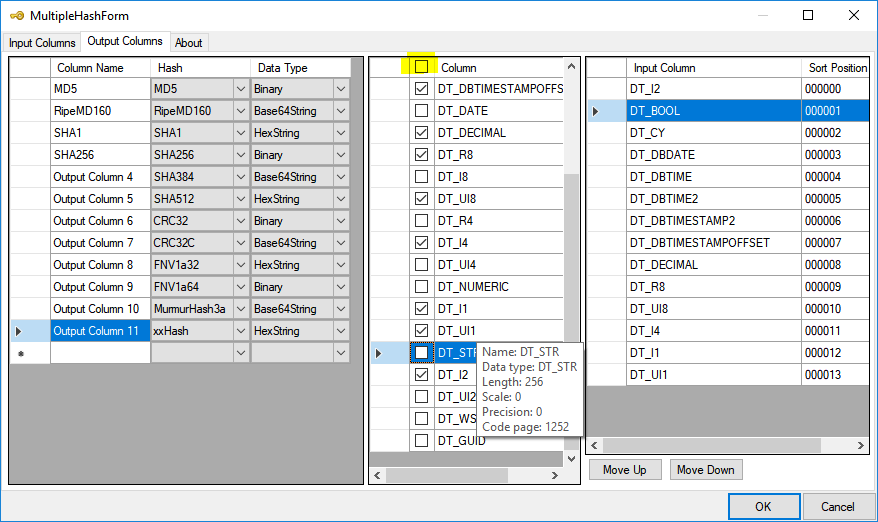 MultipleHashForm
Input Columns Output Columns About
Column Name Hash Data Type
MD5 MD5 Binary
RipeMD160 RipeMD160 Base64String
SHA1 SHA1 HexString
SHA256 SHA256 Binary
Output Column 4 SHA384 Base64String
Output Column 5 SHA512 HexString
Output Column 6 CRC32 Binary
Output Column 7 CRC32C Base64String
Output Column 8 FNV1a32 HexString
Output Column 9 FNV1a64 Binary
Output Column 10 MurmurHash3a Base64String
Output Column 11 xxHash HexString
Column
DT_DBTIMESTAMPOFFS
DT_DATE
DT_DECIMAL
DT_R8
DT_I8
DT_UI8
DT_R4
DT_I4
DT_UI4
DT_NUMERIC
DT_I1
DT_UI1
DT_STR
DT_I2
DT_UI2
DT_WS
DT_GUID
Name: DT_STR
Data type: DT_STR
Length: 256
Scale: 0
Precision: 0
Code page: 1252
Input Column Sort Position
DT_I2 000000
DT_BOOL 000001
DT_CY 000002
DT_DBDATE 000003
DT_DBTIME 000004
DT_DBTIME2 000005
DT_DBTIMESTAMP2 000006
DT_DBTIMESTAMPOFFSET 000007
DT_DECIMAL 000008
DT_R8 000009
DT_UI8 000010
DT_I4 000011
DT_I1 000012
DT_UI1 000013
Move Up Move Down
OK Cancel